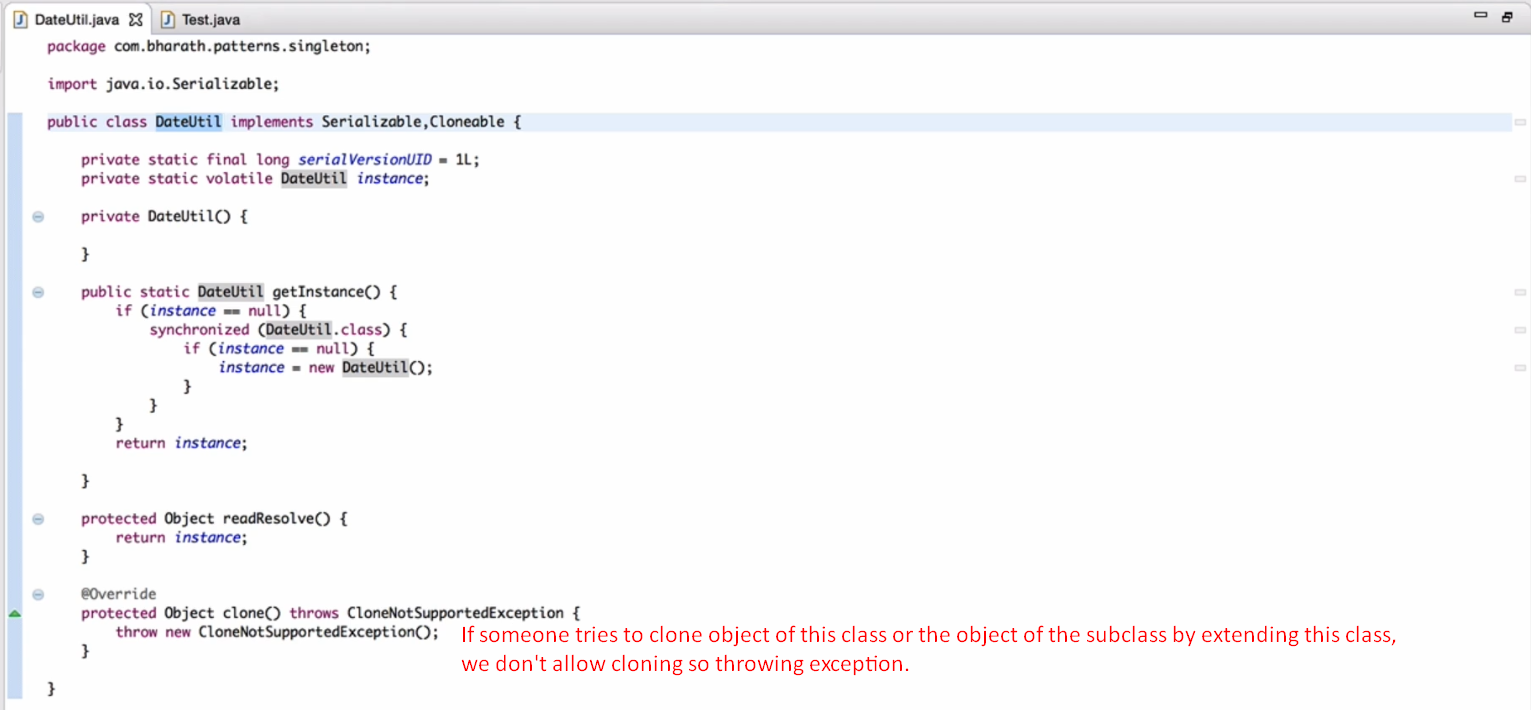 DateUtil.java Test.java
package com.bharath.patterns.singleton;
import java.io.Serializable;
public class DateUtil implements Serializable,Cloneable {
private static final long serialVersionUID = 1L;
private static volatile DateUtil instance;
private DateUtil() {
}
public static DateUtil getInstance() {
if (instance == null) {
synchronized (DateUtil.class) {
if (instance == null) {
instance = new DateUtil();
}
}
}
return instance;
}
protected Object readResolve() {
return instance;
}
@Override
protected Object clone() throws CloneNotSupportedException {
throw new CloneNotSupportedException(); If someone tries to clone object of this class or the object of the subclass by extending this class,
} we don't allow cloning so throwing exception.
}